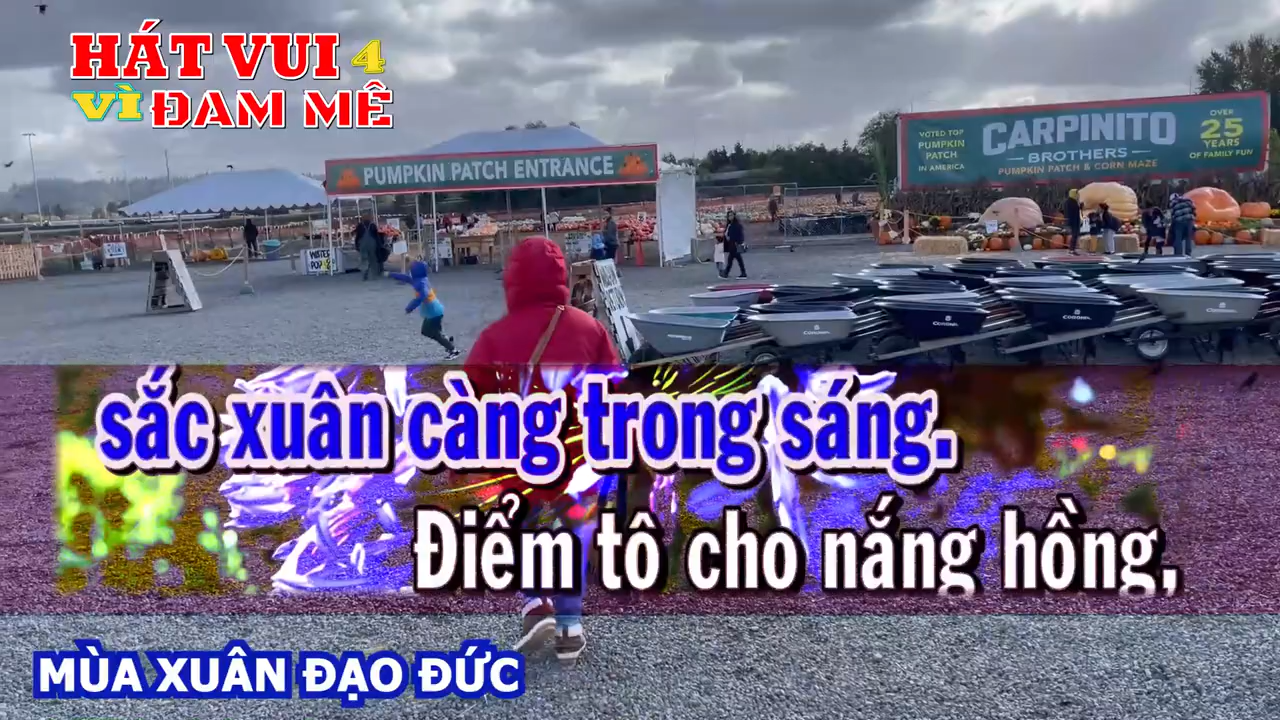 HÁT VUI 4
VÌ ĐAM MÊ
PUMPKIN PATCH ENTRANCE
VOTED TOP
PUMPKIN
PATCH
IN AMERICA
CARPINITO
BROTHERS
PUMPKIN PATCH & CORN MAZE
OVER
25
YEARS
OF FAMILY FUN
sắc xuân càng trong sáng.
Điểm tô cho nắng hồng,
MÙA XUÂN ĐẠO ĐỨC